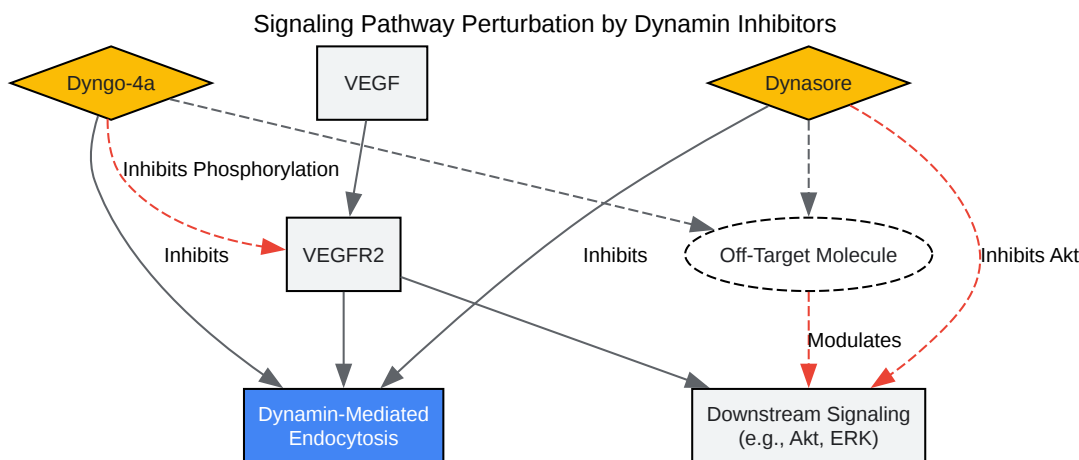 Signaling Pathway Perturbation by Dynamin Inhibitors
Dyngo-4a
VEGF
Dynasore
Inhibits Phosphorylation
Inhibits
VEGFR2
Inhibits
Off-Target Molecule
Inhibits Akt
Modulates
Dynamin-Mediated
Endocytosis
Downstream Signaling
(e.g., Akt, ERK)